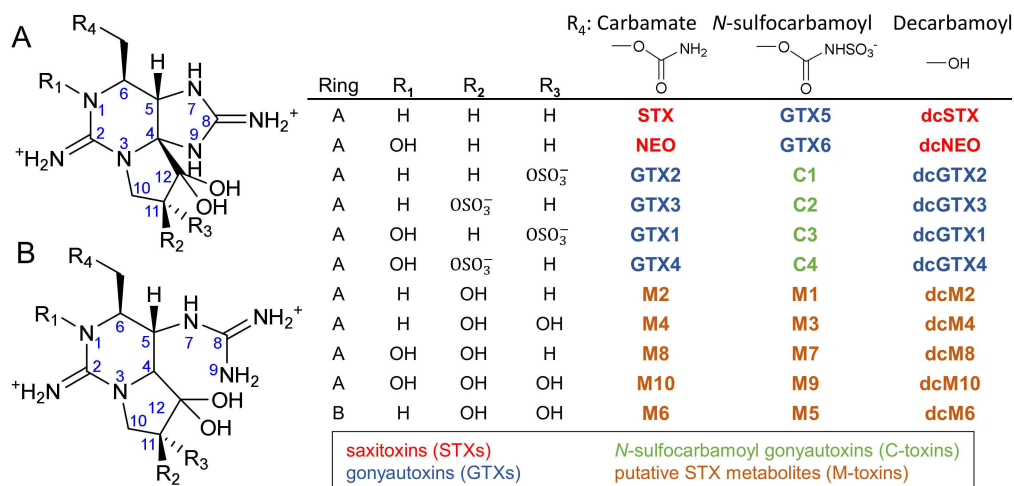 A
R4
R1
H
H
N
N
1
2
3
4
5
6
7
8
9
10
11
12
N
N
H
NH2+
+H2N
OH
OH
R3
R2
B
R4
R1
H
H
N
N
1
2
3
4
5
6
7
8
9
10
11
12
N
NH2+
NH2
+H2N
OH
OH
R3
R2
R4: Carbamate N-sulfocarbamoyl Decarbamoyl
O NH2 O O NHSO3- O —OH
Ring R1 R2 R3
A H H H STX GTX5 dcSTX
A OH H H NEO GTX6 dcNEO
A H H OSO3− GTX2 C1 dcGTX2
A H OSO3− H GTX3 C2 dcGTX3
A OH H OSO3− GTX1 C3 dcGTX1
A OH OSO3− H GTX4 C4 dcGTX4
A H OH H M2 M1 dcM2
A H OH OH M4 M3 dcM4
A OH OH H M8 M7 dcM8
A OH OH OH M10 M9 dcM10
B H OH OH M6 M5 dcM6
saxitoxins (STXs) N-sulfocarbamoyl gonyautoxins (C-toxins)
gonyautoxins (GTXs) putative STX metabolites (M-toxins)